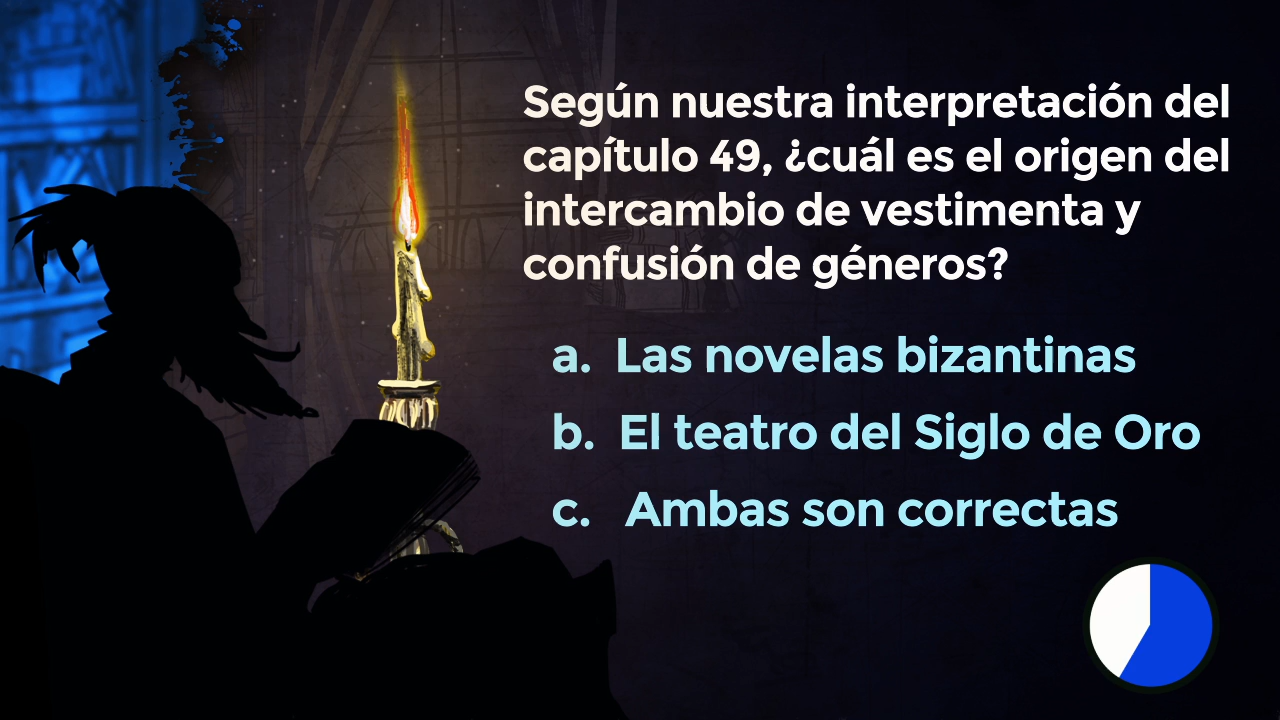 Según nuestra interpretación del
capítulo 49, ¿cuál es el origen del
intercambio de vestimenta y
confusión de géneros?
a. Las novelas bizantinas
b. El teatro del Siglo de Oro
c. Ambas son correctas